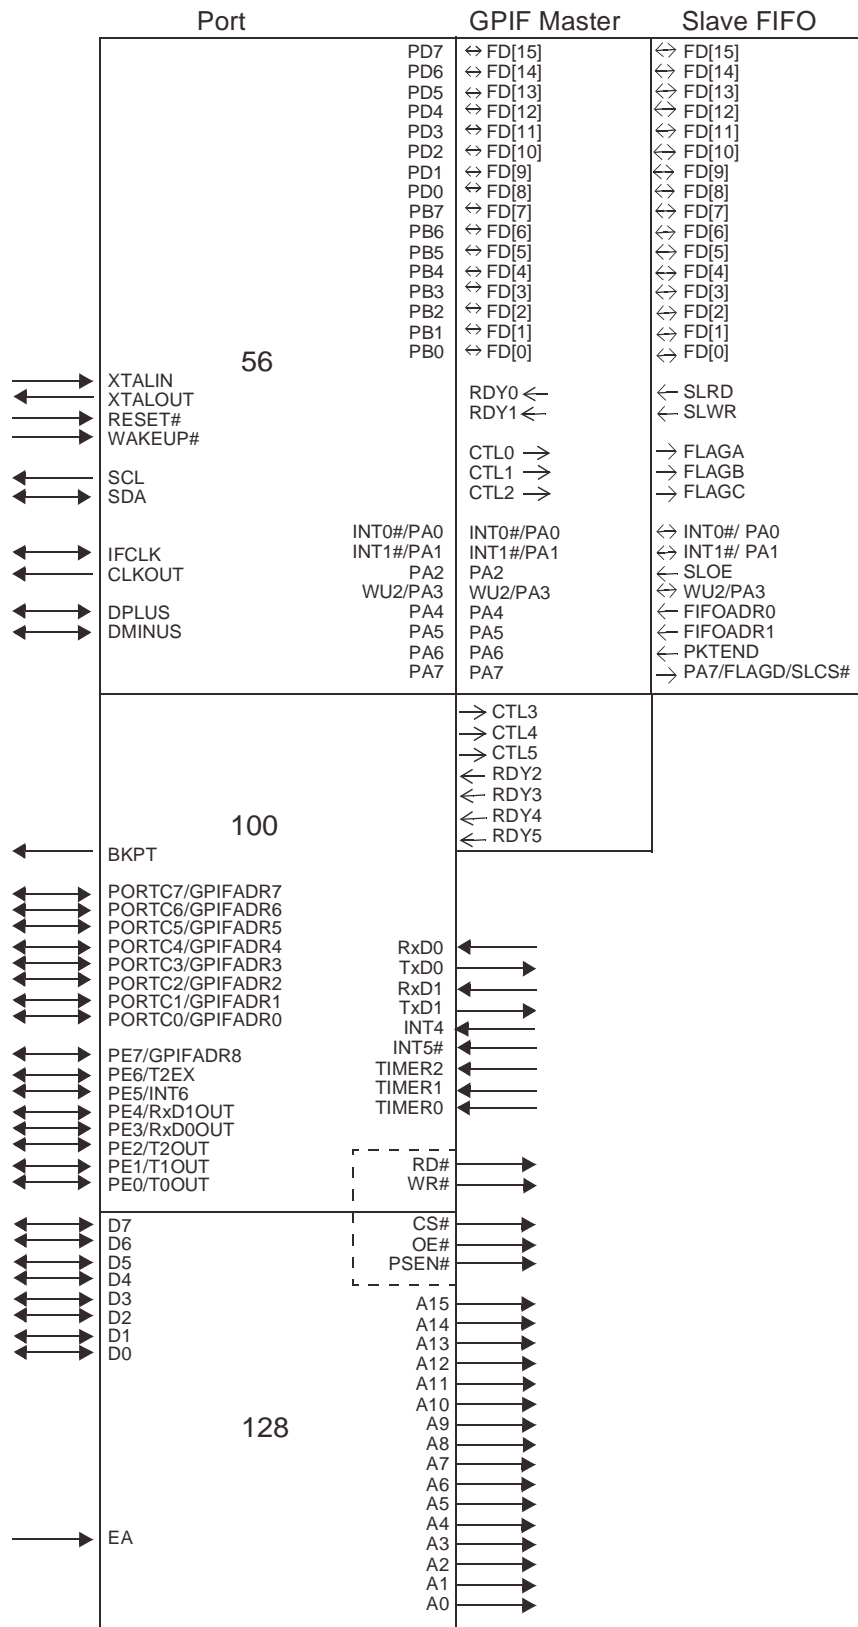 Port GPIF Master Slave FIFO
PD7 FD[15] FD[15]
PD6 FD[14] FD[14]
PD5 FD[13] FD[13]
PD4 FD[12] FD[12]
PD3 FD[11] FD[11]
PD2 FD[10] FD[10]
PD1 FD[9] FD[9]
PD0 FD[8] FD[8]
PB7 FD[7] FD[7]
PB6 FD[6] FD[6]
PB5 FD[5] FD[5]
PB4 FD[4] FD[4]
PB3 FD[3] FD[3]
PB2 FD[2] FD[2]
PB1 FD[1] FD[1]
PB0 FD[0] FD[0]
56
XTALIN
XTALOUT RDY0 SLRD
RESET# RDY1 SLWR
WAKEUP#
CTL0 FLAGA
SCL CTL1 FLAGB
SDA CTL2 FLAGC
INT0#/PA0 INT0#/PA0 INT0#/ PA0
IFCLK INT1#/PA1 INT1#/PA1 INT1#/ PA1
CLKOUT PA2 PA2 SLOE
WU2/PA3 WU2/PA3 WU2/PA3
DPLUS PA4 PA4 FIFOADR0
DMINUS PA5 PA5 FIFOADR1
PA6 PA6 PKTEND
PA7 PA7 PA7/FLAGD/SLCS#
CTL3
CTL4
CTL5
RDY2
RDY3
RDY4
100
RDY5
BKPT
PORTC7/GPIFADR7
PORTC6/GPIFADR6
PORTC5/GPIFADR5
PORTC4/GPIFADR4 RxD0
PORTC3/GPIFADR3 TxD0
PORTC2/GPIFADR2 RxD1
PORTC1/GPIFADR1 TxD1
PORTC0/GPIFADR0 INT4
INT5#
PE7/GPIFADR8 TIMER2
PE6/T2EX TIMER1
PE5/INT6 TIMER0
PE4/RxD1OUT
PE3/RxD0OUT
PE2/T2OUT
PE1/T1OUT RD#
PE0/T0OUT WR#
D7 CS#
D6 OE#
D5 PSEN#
D4
D3 A15
D2 A14
D1 A13
D0 A12
A11
A10
128 A9
A8
A7
A6
A5
A4
EA A3
A2
A1
A0